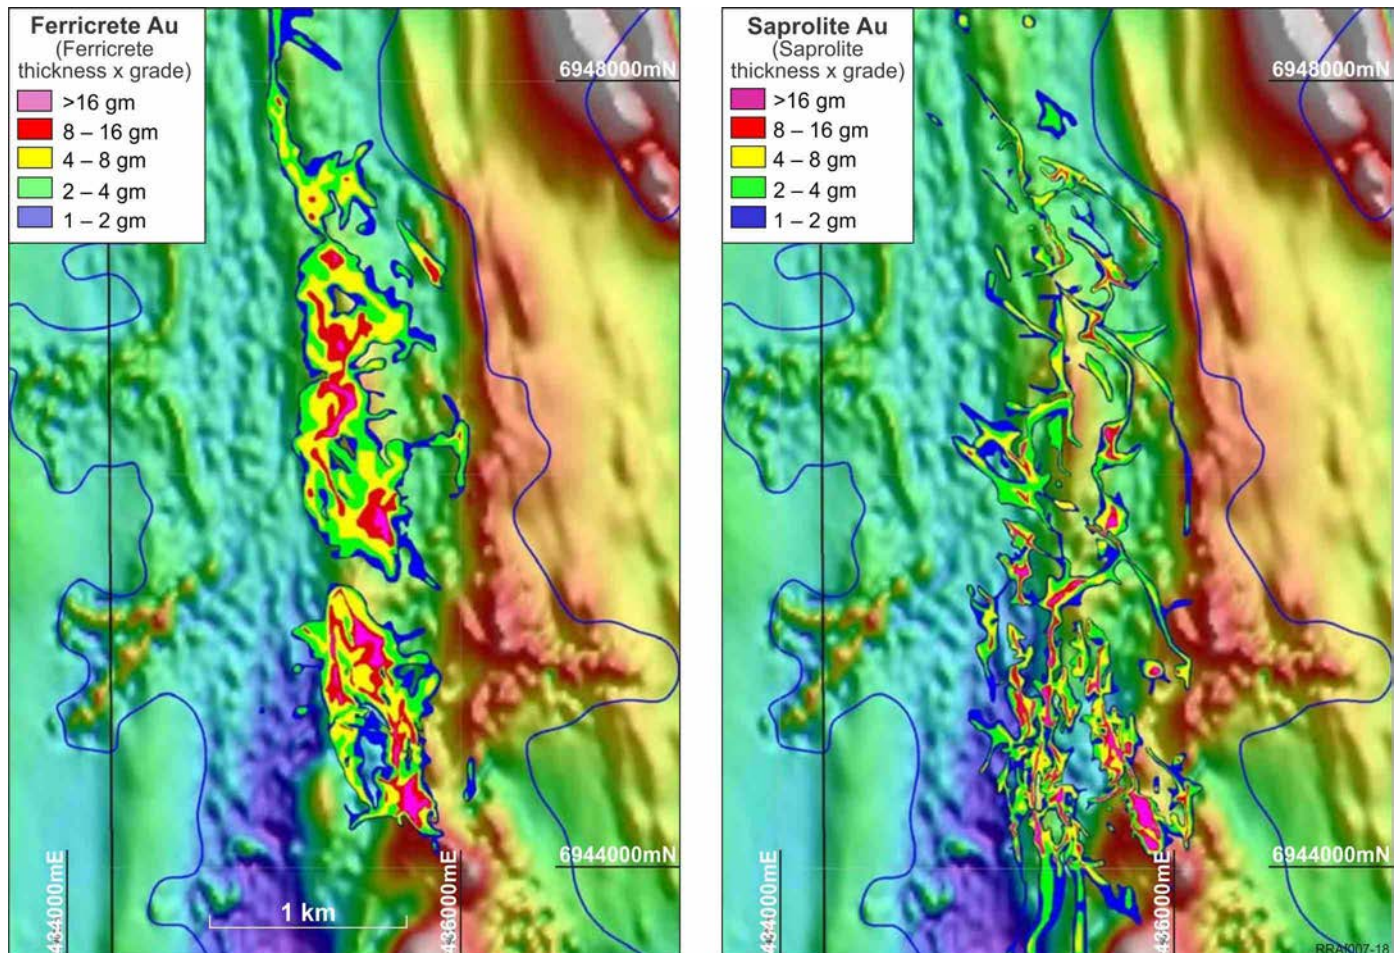 Ferricrete Au
(Ferricrete
thickness x grade)
>16 gm
8 – 16 gm
4 – 8 gm
2 – 4 gm
1 – 2 gm
6948000mN
6944000mN
434000mE
436000mE
1 km
Saprolite Au
(Saprolite
thickness x grade)
>16 gm
8 – 16 gm
4 – 8 gm
2 – 4 gm
1 – 2 gm
6948000mN
6944000mN
434000mE
436000mE
RRAf007-18